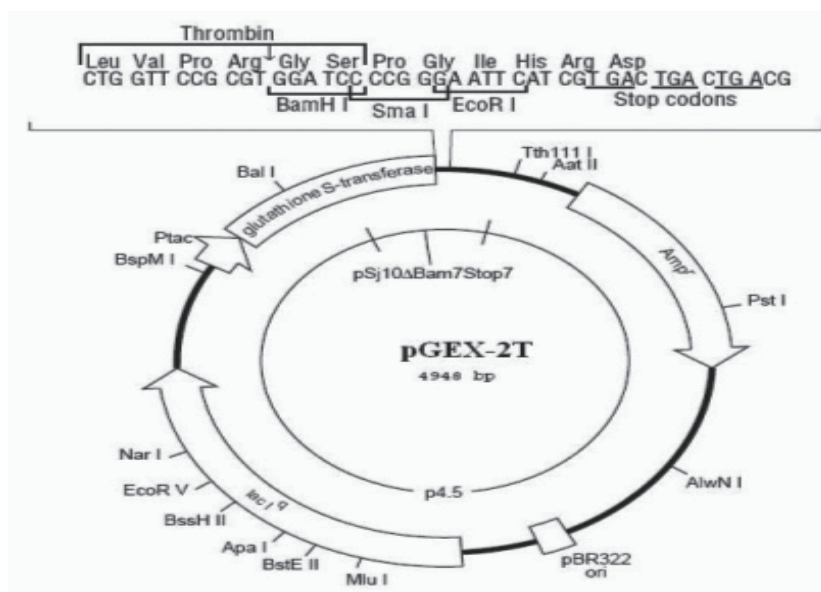 Thrombin
Leu Val Pro Arg Gly Ser Pro Gly Ile His Arg Asp
CTG GTT CCG CGT GGA TCC CCG GGA ATT CAT CGT GAC TGA CTG ACG
BamH I Sma I EcoR I Stop codons
Tth111 I
Aat II
Bal I
glutathione S-transferase
Ptac
BspM I
Ampr
pSj10ΔBam7Stop7
Pst I
pGEX-2T
4948 bp
Nar I
EcoR V
p4.5
AlwN I
lac I q
BssH II
Apa I
BstE II
Mlu I
pBR322
ori